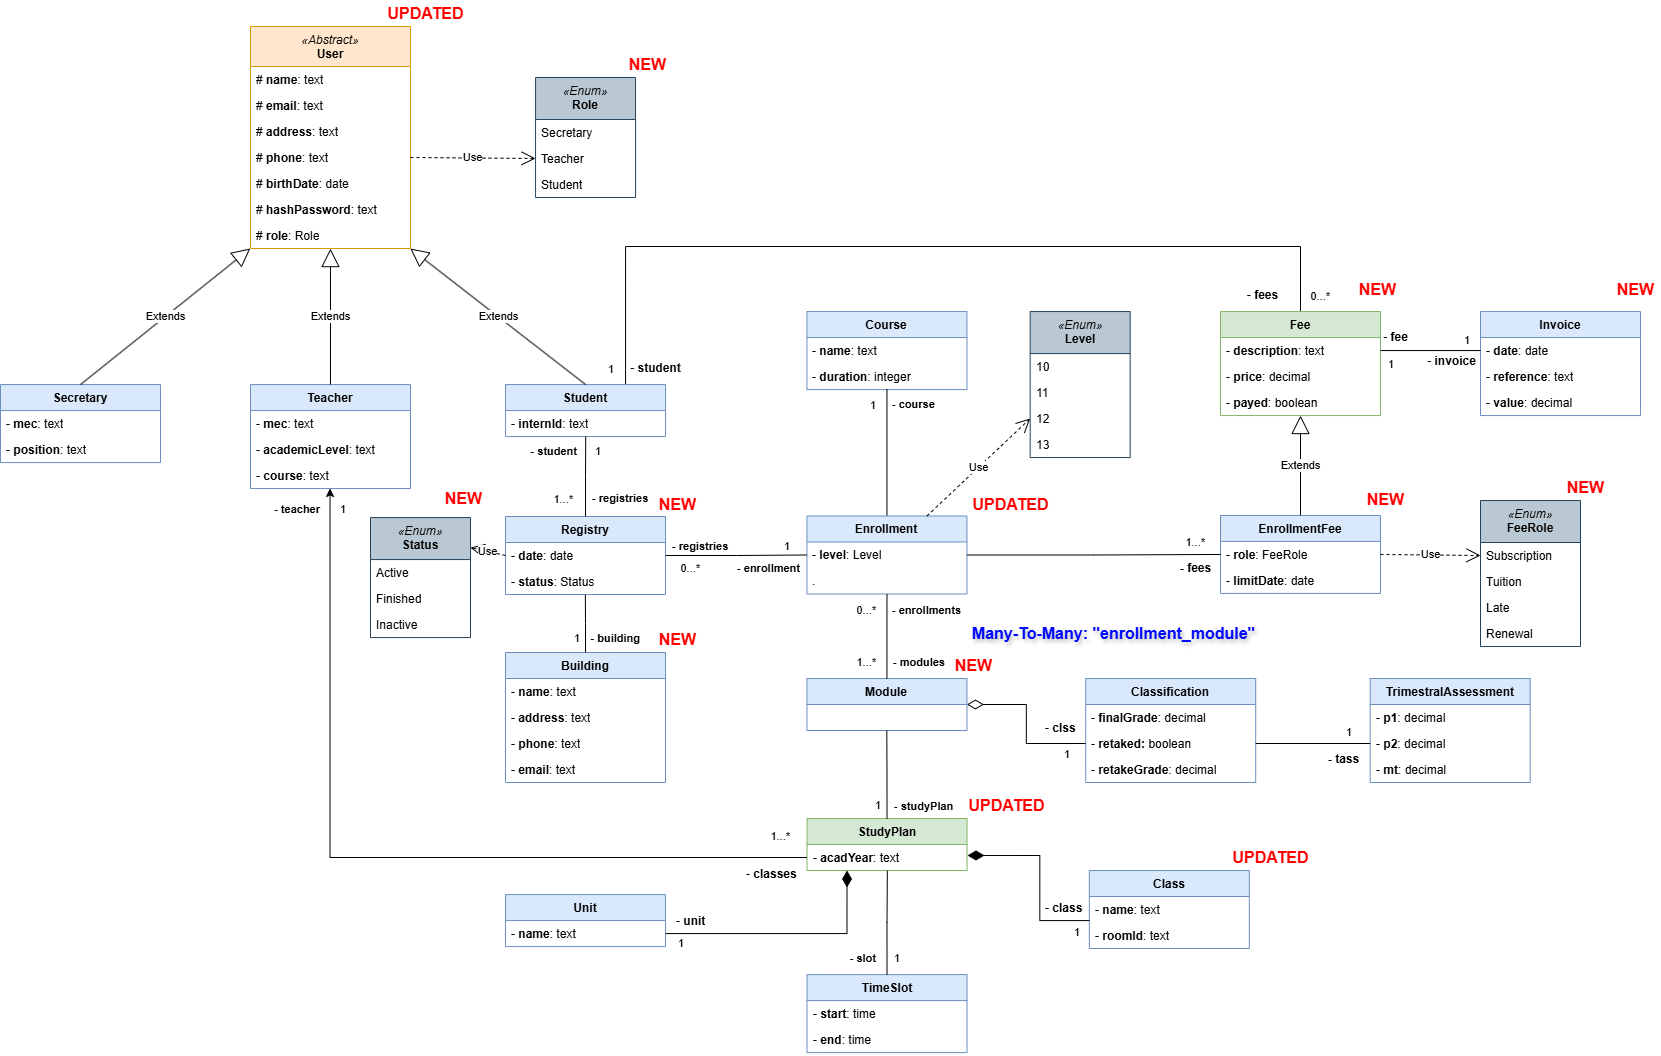 UPDATED
«Abstract»
User
# name: text
# email: text
# address: text
# phone: text
# birthDate: date
# hashPassword: text
# role: Role
Use
NEW
«Enum»
Role
Secretary
Teacher
Student
Extends
Extends
Extends
Secretary
- mec: text
- position: text
Teacher
- mec: text
- academicLevel: text
- course: text
- teacher
1
Student
- internId: text
1
- student
- student
1
1...*
- registries
NEW
Registry
- date: date
- status: Status
Use
NEW
«Enum»
Status
Active
Finished
Inactive
- registries
0...*
1
- enrollment
1
- building
NEW
Building
- name: text
- address: text
- phone: text
- email: text
Course
- name: text
- duration: integer
1
- course
«Enum»
Level
10
11
12
13
Use
UPDATED
Enrollment
- level: Level
.
- fees
0...*
NEW
Fee
- description: text
- price: decimal
- payed: boolean
- fee
1
1
- invoice
NEW
Invoice
- date: date
- reference: text
- value: decimal
Extends
NEW
EnrollmentFee
- role: FeeRole
- limitDate: date
1...*
- fees
Use
NEW
«Enum»
FeeRole
Subscription
Tuition
Late
Renewal
0...*
- enrollments
Many-To-Many: "enrollment_module"
1...*
- modules
NEW
Module
- clss
1
Classification
- finalGrade: decimal
- retaked: boolean
- retakeGrade: decimal
1
- tass
TrimestralAssessment
- p1: decimal
- p2: decimal
- mt: decimal
1
- studyPlan
UPDATED
StudyPlan
- acadYear: text
1...*
- classes
Unit
- name: text
- unit
1
- class
1
UPDATED
Class
- name: text
- roomId: text
- slot
1
TimeSlot
- start: time
- end: time